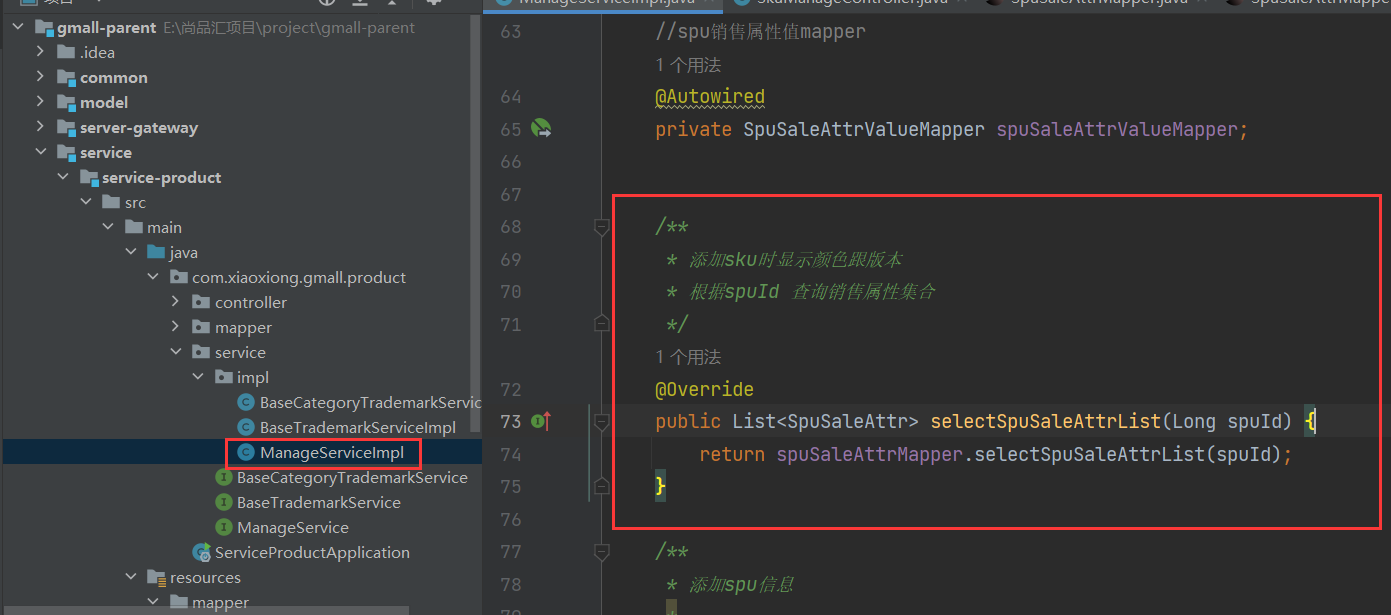 项目
gmall-parent E:\尚品汇项目\project\gmall-parent
.idea
common
model
server-gateway
service
service-product
src
main
java
com.xiaoxiong.gmall.product
controller
mapper
service
impl
BaseCategoryTrademarkServic
BaseTrademarkServiceImpl
ManageServiceImpl
BaseCategoryTrademarkService
BaseTrademarkService
ManageService
ServiceProductApplication
resources
mapper
ManageServiceImpl.java SkuManageController.java SpuSaleAttrMapper.java SpuSaleAttrMappe
63 //spu销售属性值mapper
1 个用法
64 @Autowired
65 private SpuSaleAttrValueMapper spuSaleAttrValueMapper;
66
67
68 /**
69 * 添加sku时显示颜色跟版本
70 * 根据spuId 查询销售属性集合
71 */
1 个用法
72 @Override
73 public List<SpuSaleAttr> selectSpuSaleAttrList(Long spuId) {
74 return spuSaleAttrMapper.selectSpuSaleAttrList(spuId);
75 }
76
77 /**
78 * 添加spu信息